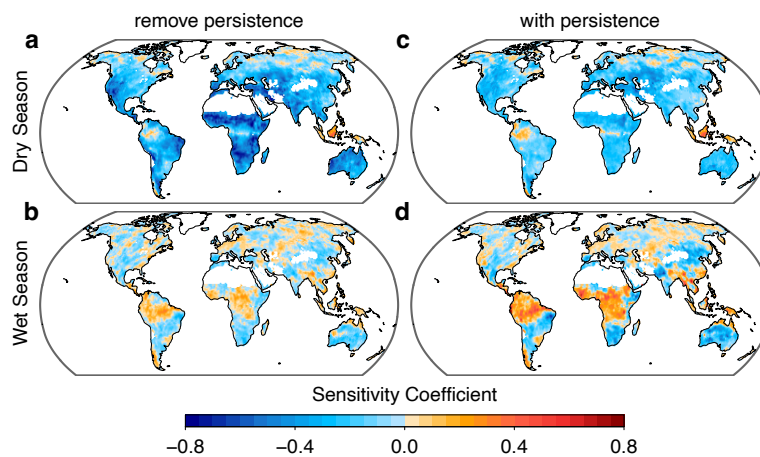 remove persistence
with persistence
a
c
Dry Season
b
d
Wet Season
Sensitivity Coefficient
−0.8
−0.4
0.0
0.4
0.8